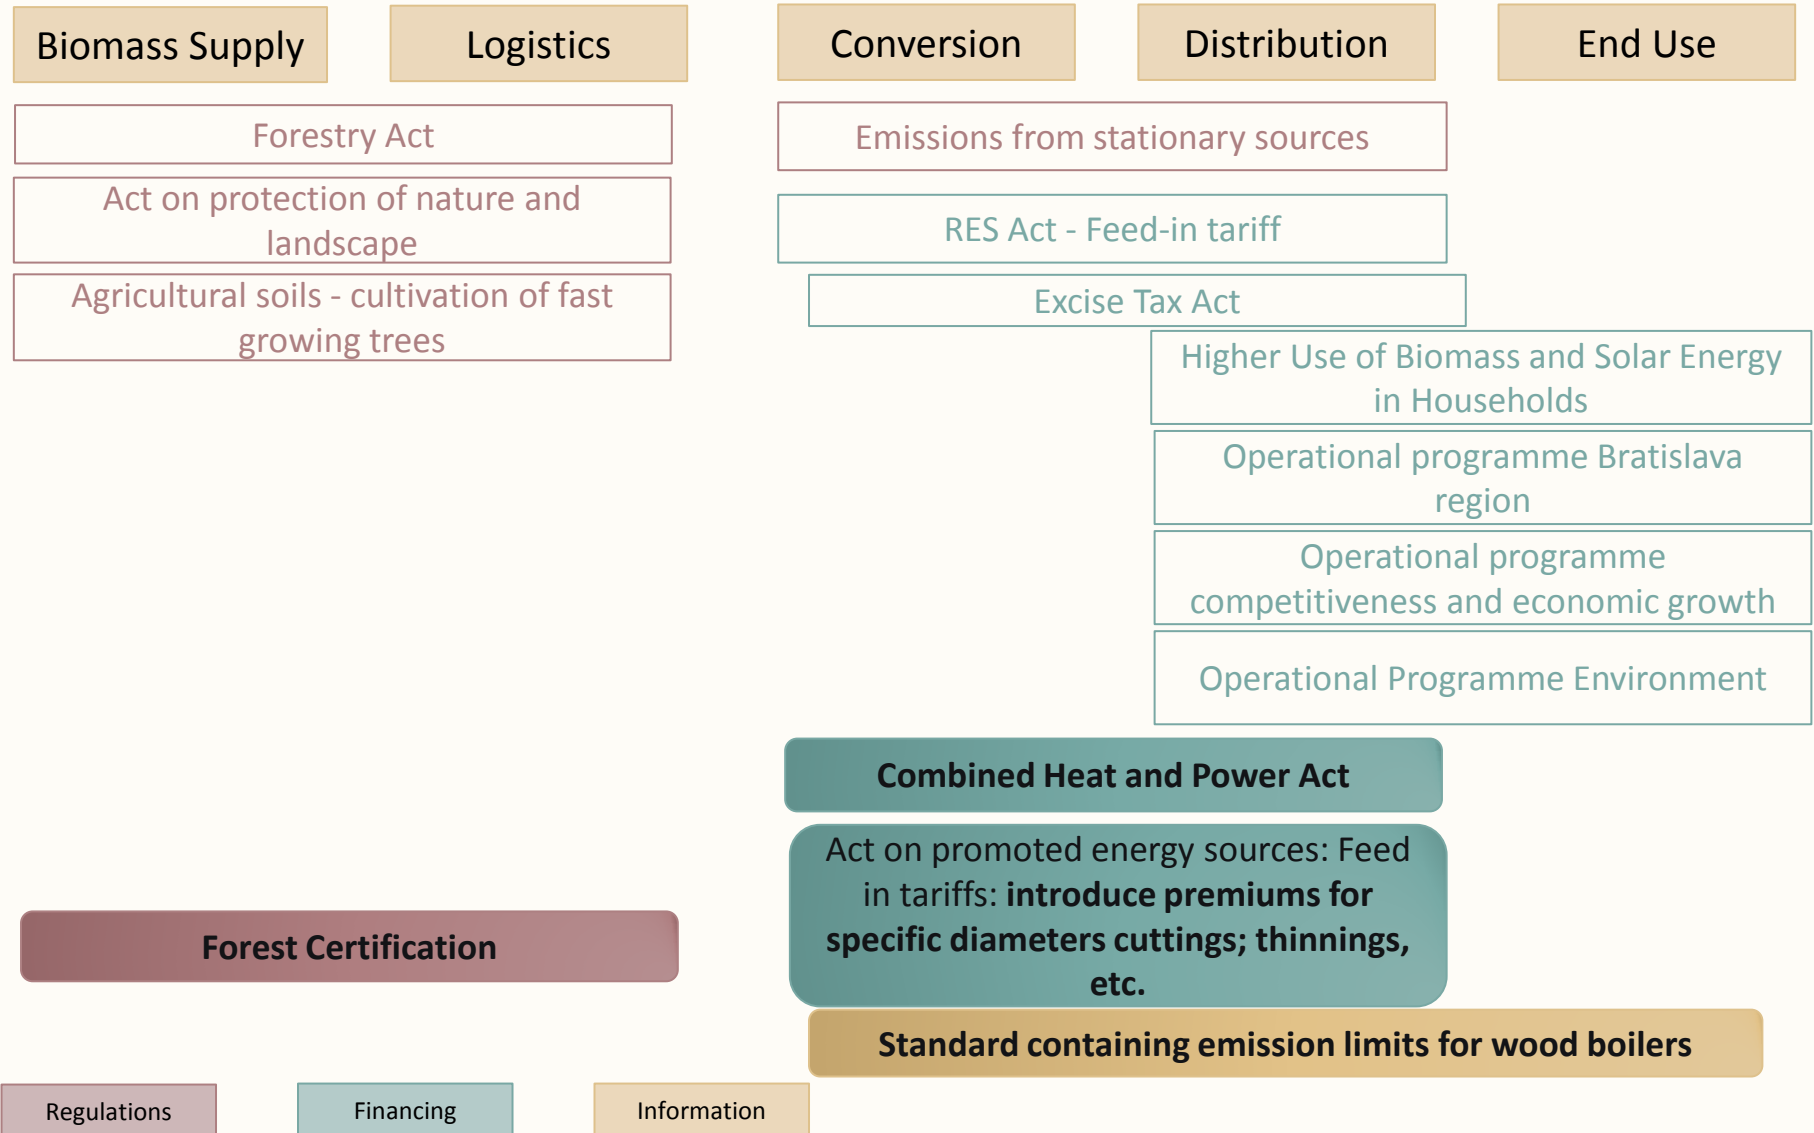 Biomass Supply
Logistics
Conversion
Distribution
End Use
Forestry Act
Act on protection of nature and
landscape
Agricultural soils - cultivation of fast
growing trees
Emissions from stationary sources
RES Act - Feed-in tariff
Excise Tax Act
Higher Use of Biomass and Solar Energy
in Households
Operational programme Bratislava
region
Operational programme
competitiveness and economic growth
Operational Programme Environment
Combined Heat and Power Act
Act on promoted energy sources: Feed
in tariffs: introduce premiums for
specific diameters cuttings; thinnings,
etc.
Forest Certification
Standard containing emission limits for wood boilers
Regulations
Financing
Information